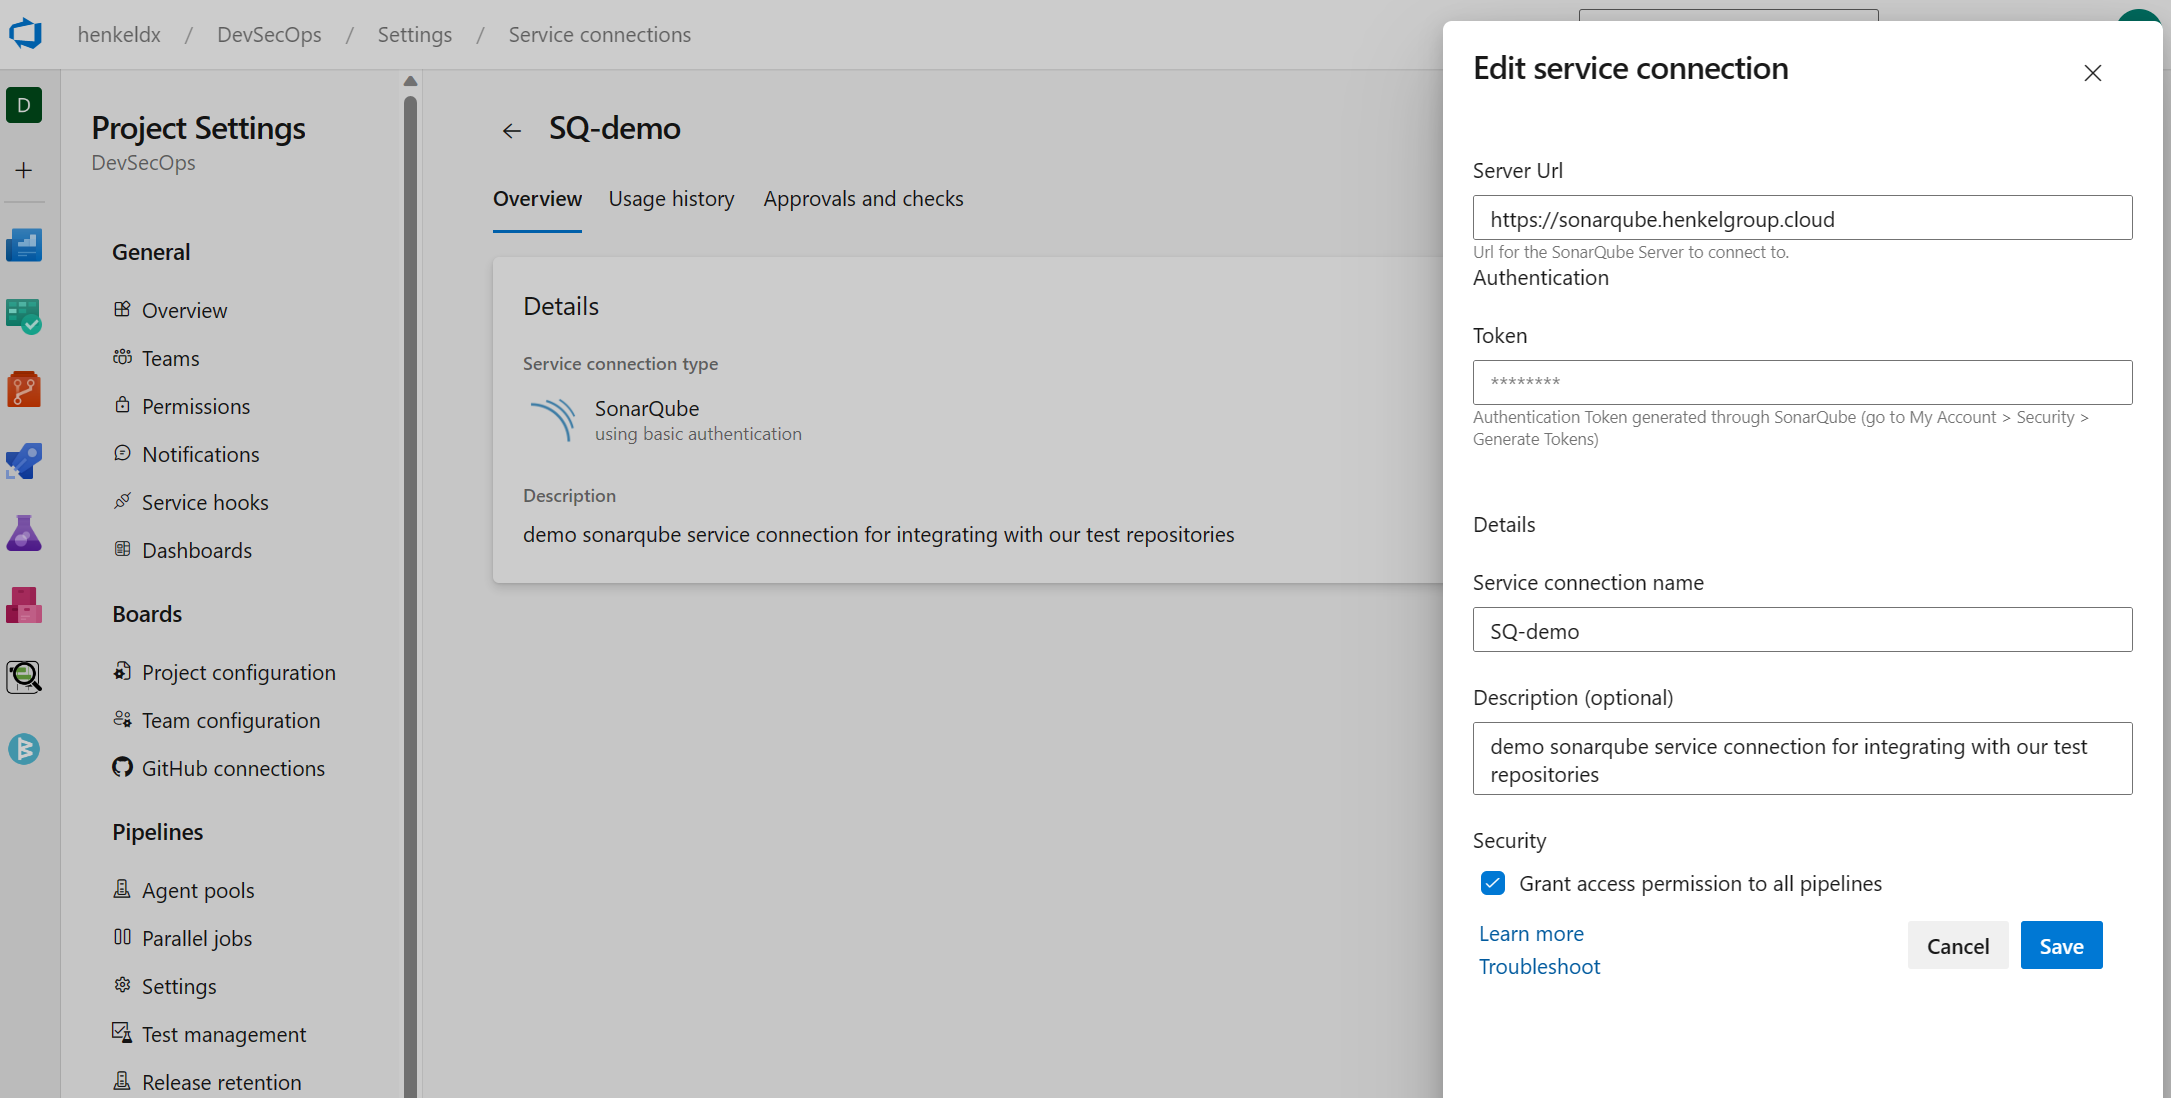 henkeldx / DevSecOps / Settings / Service connections
D
Project Settings
DevSecOps
General
Overview
Teams
Permissions
Notifications
Service hooks
Dashboards
Boards
Project configuration
Team configuration
GitHub connections
Pipelines
Agent pools
Parallel jobs
Settings
Test management
Release retention
SQ-demo
Overview Usage history Approvals and checks
Details
Service connection type
SonarQube
using basic authentication
Description
demo sonarqube service connection for integrating with our test repositories
Edit service connection
Server Url
https://sonarqube.henkelgroup.cloud
Url for the SonarQube Server to connect to.
Authentication
Token
********
Authentication Token generated through SonarQube (go to My Account > Security >
Generate Tokens)
Details
Service connection name
SQ-demo
Description (optional)
demo sonarqube service connection for integrating with our test
repositories
Security
Grant access permission to all pipelines
Learn more
Troubleshoot
Cancel Save